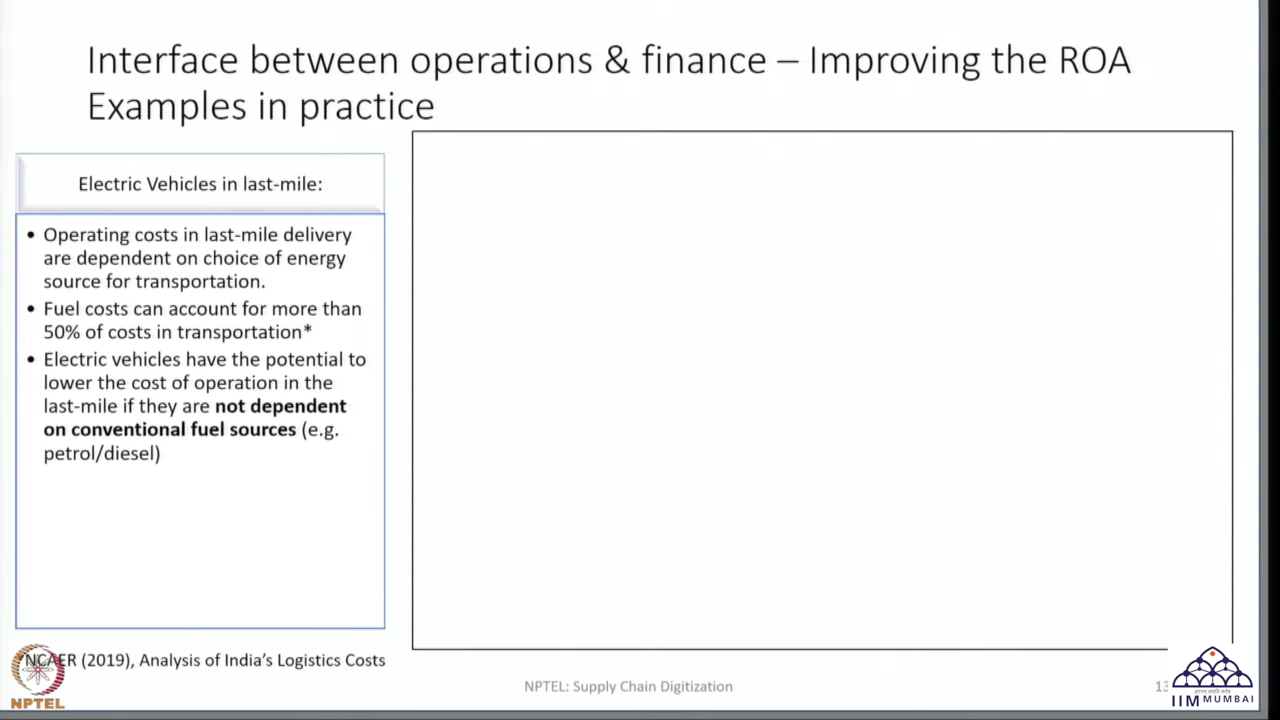 Interface between operations & finance – Improving the ROA
Examples in practice
Electric Vehicles in last-mile:
• Operating costs in last-mile delivery
are dependent on choice of energy
source for transportation.
• Fuel costs can account for more than
50% of costs in transportation*
• Electric vehicles have the potential to
lower the cost of operation in the
last-mile if they are not dependent
on conventional fuel sources (e.g.
petrol/diesel)
*NCAER (2019), Analysis of India’s Logistics Costs
NPTEL
NPTEL: Supply Chain Digitization
IIM MUMBAI